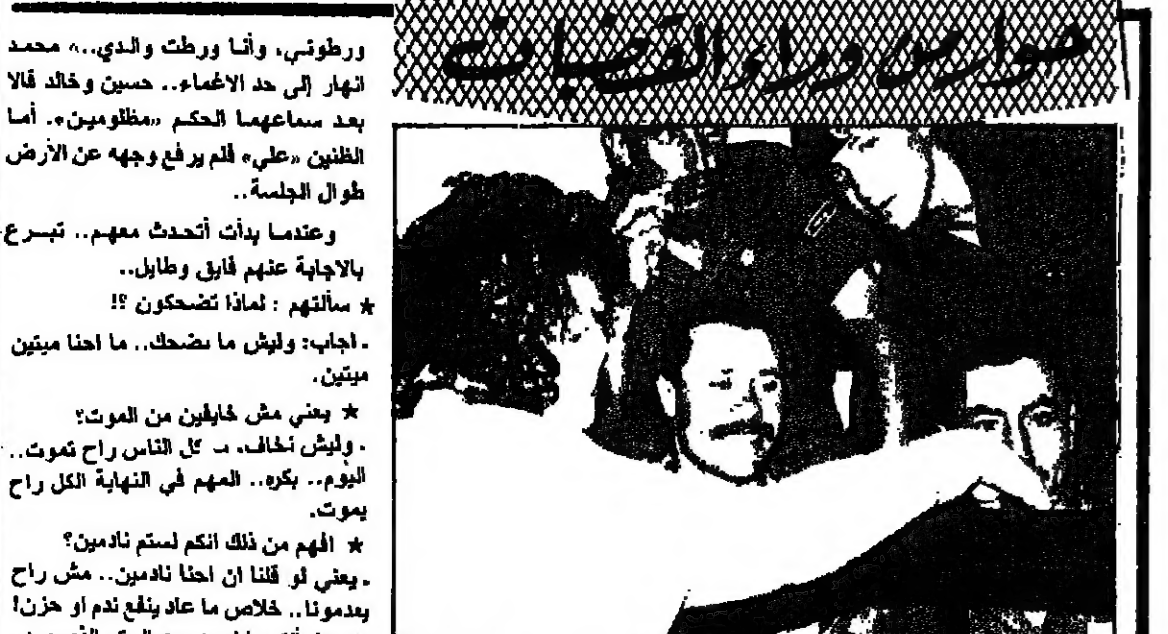 حوار من وراء القضبان
ورطوني، وأنا ورطت والدي..» محمد
انهار إلى حد الاغماء.. حسين وخالد قالا
بعد سماعهما الحكم «مظلومين». أما
الظنين «علي» فلم يرفع وجهه عن الأرض
طوال الجلسة..
وعندما بدأت أتحدث معهم.. تبرع
بالاجابة عنهم فايق وطايل..
★ سألتهم : لماذا تضحكون ؟!
- اجاب: وليش ما نضحك.. ما احنا ميتين
ميتين.
★ يعني مش خايفين من الموت؟
- وليش نخاف، كل الناس راح تموت..
اليوم.. بكره.. المهم في النهاية الكل راح
يموت.
★ افهم من ذلك انكم لستم نادمين؟
- يعني لو قلنا ان احنا نادمين.. مش راح
يعدمونا.. خلاص ما عاد ينفع ندم او حزن!